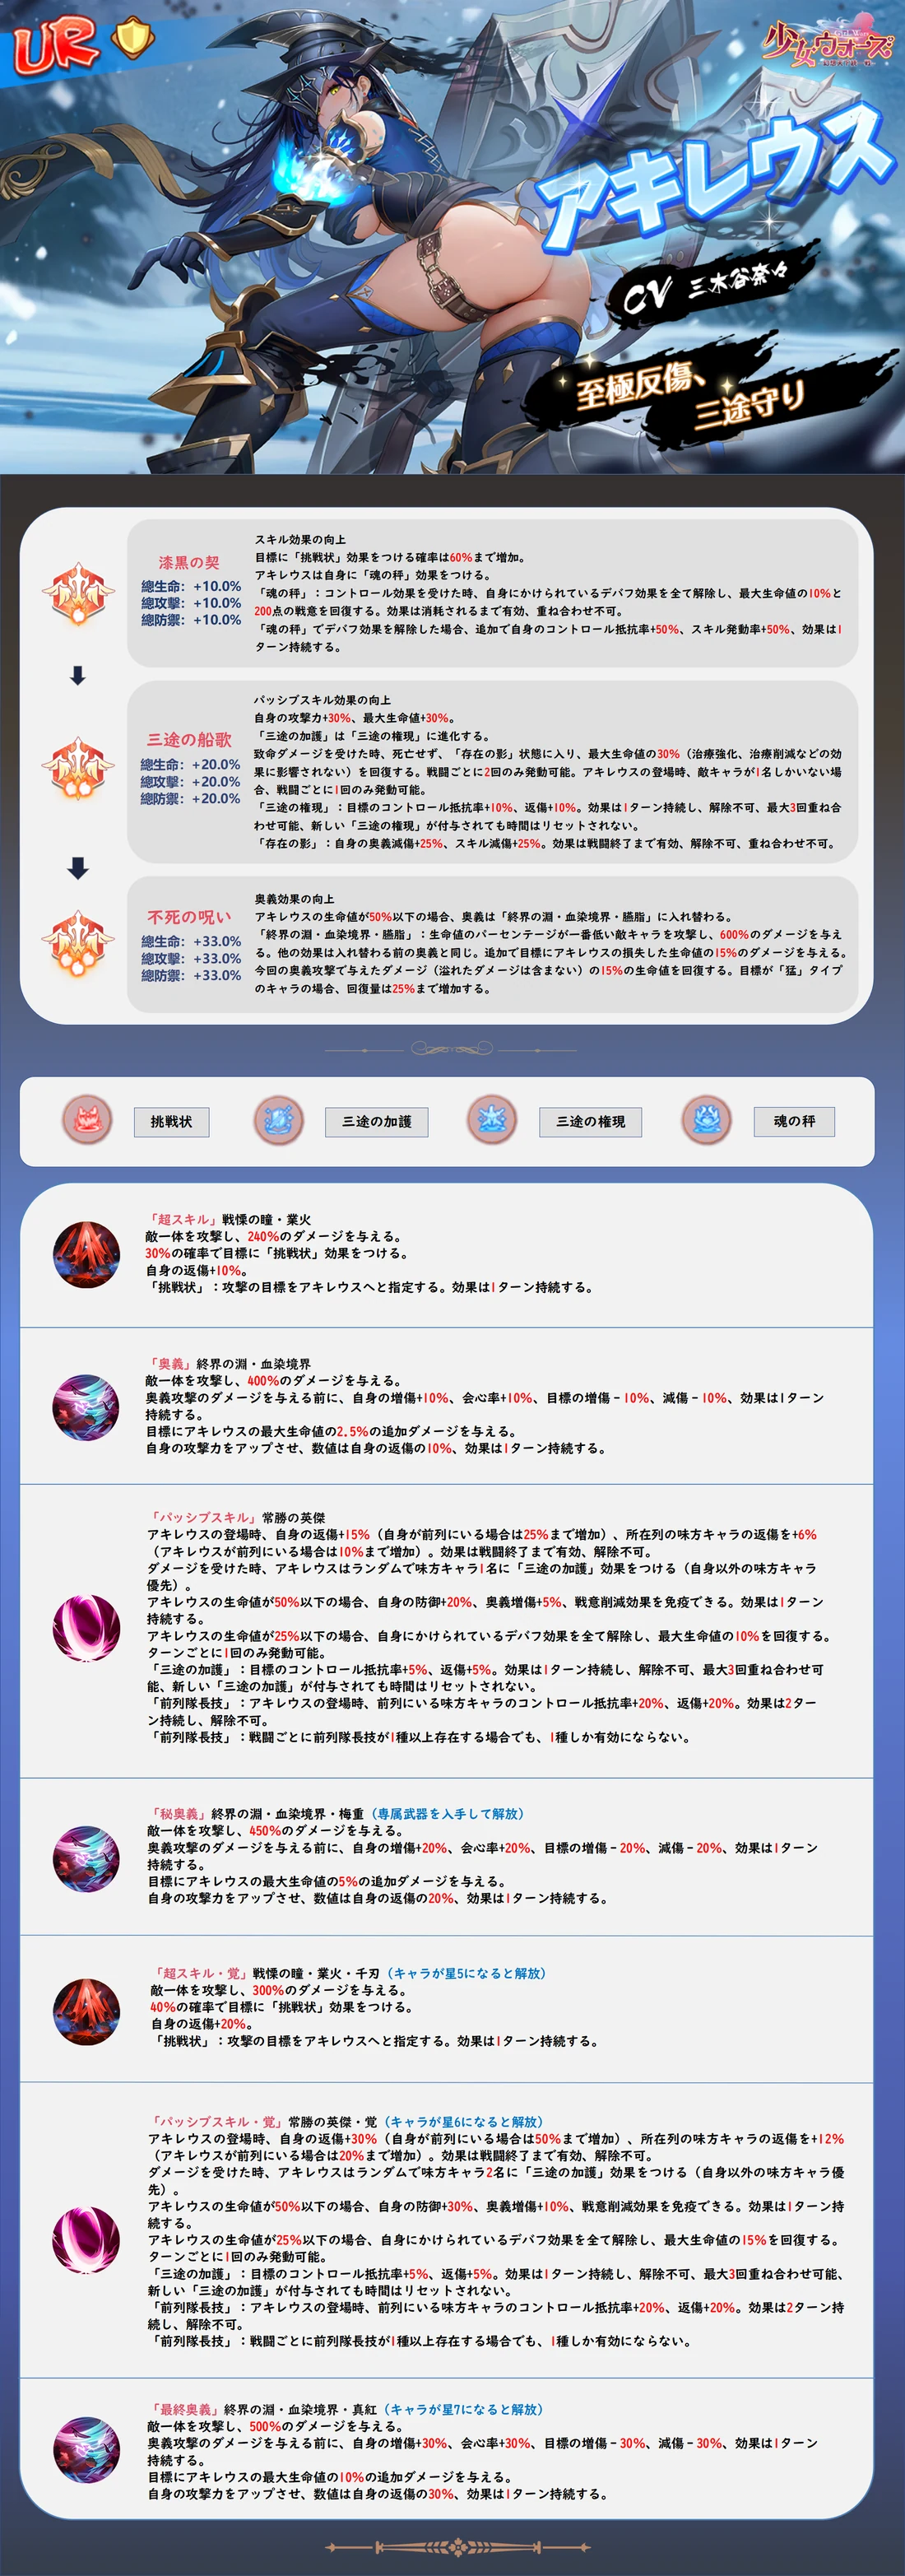 UR
Girl Wars
少女ウォーズ
アキレウス
CV 三木谷奈々
至極反傷、
三途守り
漆黒の契
總生命: +10.0%
總攻撃: +10.0%
總防禦: +10.0%
スキル効果の向上
目標に「挑戦状」効果をつける確率は60%まで増加。
アキレウスは自身に「魂の秤」効果をつける。
「魂の秤」：コントロール効果を受けた時、自身にかけられているデバフ効果を全て解除し、最大生命値の10%と
200点の戦意を回復する。効果は消耗されるまで有効、重ね合わせ不可。
「魂の秤」でデバフ効果を解除した場合、追加で自身のコントロール抵抗率+50%、スキル発動率+50%、効果は1
ターン持続する。
三途の船歌
總生命: +20.0%
總攻撃: +20.0%
總防禦: +20.0%
パッシブスキル効果の向上
自身の攻撃力+30%、最大生命値+30%。
「三途の加護」は「三途の権現」に進化する。
致命ダメージを受けた時、死亡せず、「存在の影」状態に入り、最大生命値の30%（治療強化、治療削減などの効
果に影響されない）を回復する。戦闘ごとに2回のみ発動可能。アキレウスの登場時、敵キャラが1名しかいない場
合、戦闘ごとに1回のみ発動可能。
「三途の権現」：目標のコントロール抵抗率+10%、返傷+10%。効果は1ターン持続し、解除不可、最大3回重ね合
わせ可能、新しい「三途の権現」が付与されても時間はリセットされない。
「存在の影」：自身の奥義減傷+25%、スキル減傷+25%。効果は戦闘終了まで有効、解除不可、重ね合わせ不可。
不死の呪い
總生命: +33.0%
總攻撃: +33.0%
總防禦: +33.0%
奥義効果の向上
アキレウスの生命値が50%以下の場合、奥義は「終界の淵・血染境界・臙脂」に入れ替わる。
「終界の淵・血染境界・臙脂」：生命値のパーセンテージが一番低い敵キャラを攻撃し、600%のダメージを与え
る。他の効果は入れ替わる前の奥義と同じ。追加で目標にアキレウスの損失した生命値の15%のダメージを与える。
今回の奥義攻撃で与えたダメージ（溢れたダメージは含まない）の15%の生命値を回復する。目標が「猛」タイプ
のキャラの場合、回復量は25%まで増加する。
挑戦状
三途の加護
三途の権現
魂の秤
「超スキル」戦慄の瞳・業火
敵一体を攻撃し、240%のダメージを与える。
30%の確率で目標に「挑戦状」効果をつける。
自身の返傷+10%。
「挑戦状」：攻撃の目標をアキレウスへと指定する。効果は1ターン持続する。
「奥義」終界の淵・血染境界
敵一体を攻撃し、400%のダメージを与える。
奥義攻撃のダメージを与える前に、自身の増傷+10%、会心率+10%、目標の増傷-10%、減傷-10%、効果は1ターン
持続する。
目標にアキレウスの最大生命値の2.5%の追加ダメージを与える。
自身の攻撃力をアップさせ、数値は自身の返傷の10%、効果は1ターン持続する。
「パッシブスキル」常勝の英傑
アキレウスの登場時、自身の返傷+15%（自身が前列にいる場合は25%まで増加）、所在列の味方キャラの返傷を+6%
（アキレウスが前列にいる場合は10%まで増加）。効果は戦闘終了まで有効、解除不可。
ダメージを受けた時、アキレウスはランダムで味方キャラ1名に「三途の加護」効果をつける（自身以外の味方キャラ
優先）。
アキレウスの生命値が50%以下の場合、自身の防御+20%、奥義増傷+5%、戦意削減効果を免疫できる。効果は1ターン
持続する。
アキレウスの生命値が25%以下の場合、自身にかけられているデバフ効果を全て解除し、最大生命値の10%を回復する。
ターンごとに1回のみ発動可能。
「三途の加護」：目標のコントロール抵抗率+5%、返傷+5%。効果は1ターン持続し、解除不可、最大3回重ね合わせ可
能、新しい「三途の加護」が付与されても時間はリセットされない。
「前列隊長技」：アキレウスの登場時、前列にいる味方キャラのコントロール抵抗率+20%、返傷+20%。効果は2ター
ン持続し、解除不可。
「前列隊長技」：戦闘ごとに前列隊長技が1種以上存在する場合でも、1種しか有効にならない。
「秘奥義」終界の淵・血染境界・梅重（専属武器を入手して解放）
敵一体を攻撃し、450%のダメージを与える。
奥義攻撃のダメージを与える前に、自身の増傷+20%、会心率+20%、目標の増傷-20%、減傷-20%、効果は1ターン
持続する。
目標にアキレウスの最大生命値の5%の追加ダメージを与える。
自身の攻撃力をアップさせ、数値は自身の返傷の20%、効果は1ターン持続する。
「超スキル・覚」戦慄の瞳・業火・千刃（キャラが星5になると解放）
敵一体を攻撃し、300%のダメージを与える。
40%の確率で目標に「挑戦状」効果をつける。
自身の返傷+20%。
「挑戦状」：攻撃の目標をアキレウスへと指定する。効果は1ターン持続する。
「パッシブスキル・覚」常勝の英傑・覚（キャラが星6になると解放）
アキレウスの登場時、自身の返傷+30%（自身が前列にいる場合は50%まで増加）、所在列の味方キャラの返傷を+12%
（アキレウスが前列にいる場合は20%まで増加）。効果は戦闘終了まで有効、解除不可。
ダメージを受けた時、アキレウスはランダムで味方キャラ2名に「三途の加護」効果をつける（自身以外の味方キャラ優
先）。
アキレウスの生命値が50%以下の場合、自身の防御+30%、奥義増傷+10%、戦意削減効果を免疫できる。効果は1ターン持
続する。
アキレウスの生命値が25%以下の場合、自身にかけられているデバフ効果を全て解除し、最大生命値の15%を回復する。
ターンごとに1回のみ発動可能。
「三途の加護」：目標のコントロール抵抗率+5%、返傷+5%。効果は1ターン持続し、解除不可、最大3回重ね合わせ可能、
新しい「三途の加護」が付与されても時間はリセットされない。
「前列隊長技」：アキレウスの登場時、前列にいる味方キャラのコントロール抵抗率+20%、返傷+20%。効果は2ターン持
続し、解除不可。
「前列隊長技」：戦闘ごとに前列隊長技が1種以上存在する場合でも、1種しか有効にならない。
「最終奥義」終界の淵・血染境界・真紅（キャラが星7になると解放）
敵一体を攻撃し、500%のダメージを与える。
奥義攻撃のダメージを与える前に、自身の増傷+30%、会心率+30%、目標の増傷-30%、減傷-30%、効果は1ターン
持続する。
目標にアキレウスの最大生命値の10%の追加ダメージを与える。
自身の攻撃力をアップさせ、数値は自身の返傷の30%、効果は1ターン持続する。